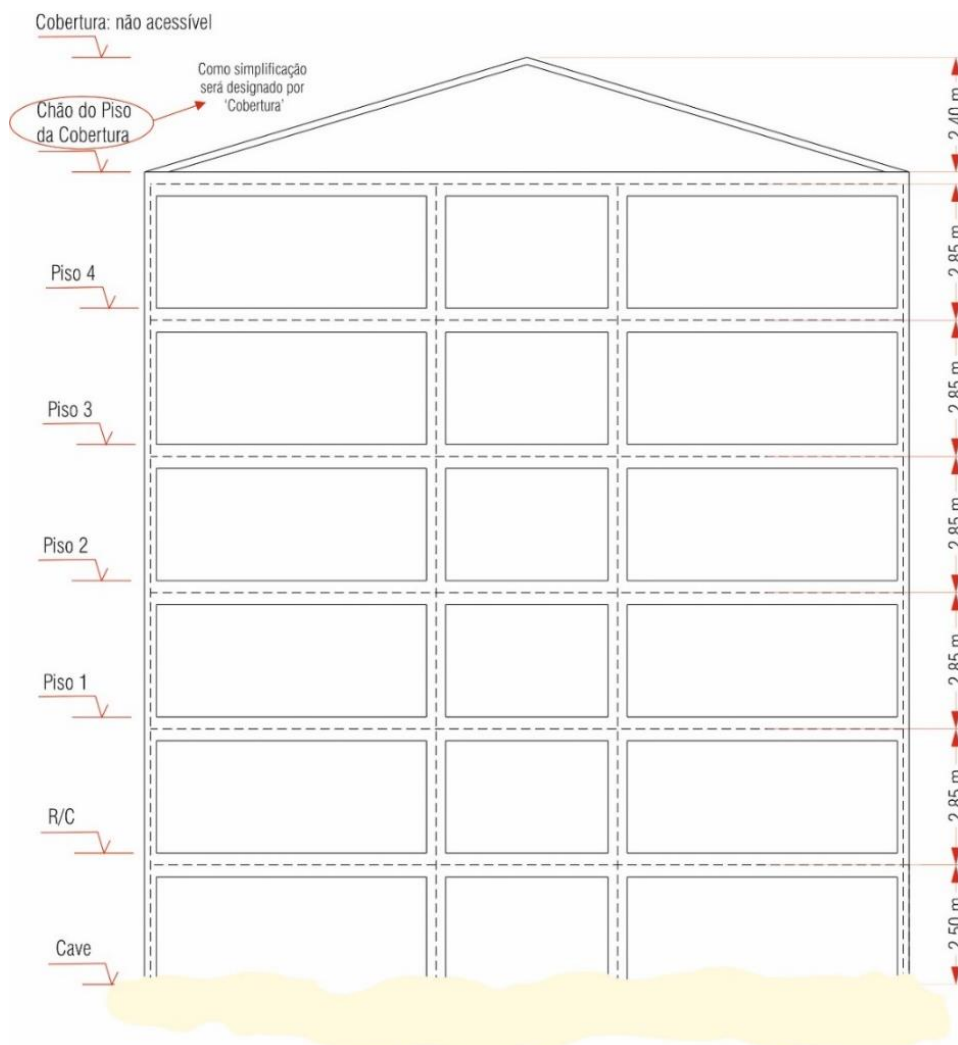 Cobertura: não acessível
Como simplificação
será designado por
'Cobertura'
Chão do Piso
da Cobertura
2.40 m
2.85 m
Piso 4
2.85 m
Piso 3
2.85 m
Piso 2
2.85 m
Piso 1
2.85 m
R/C
2.50 m
Cave